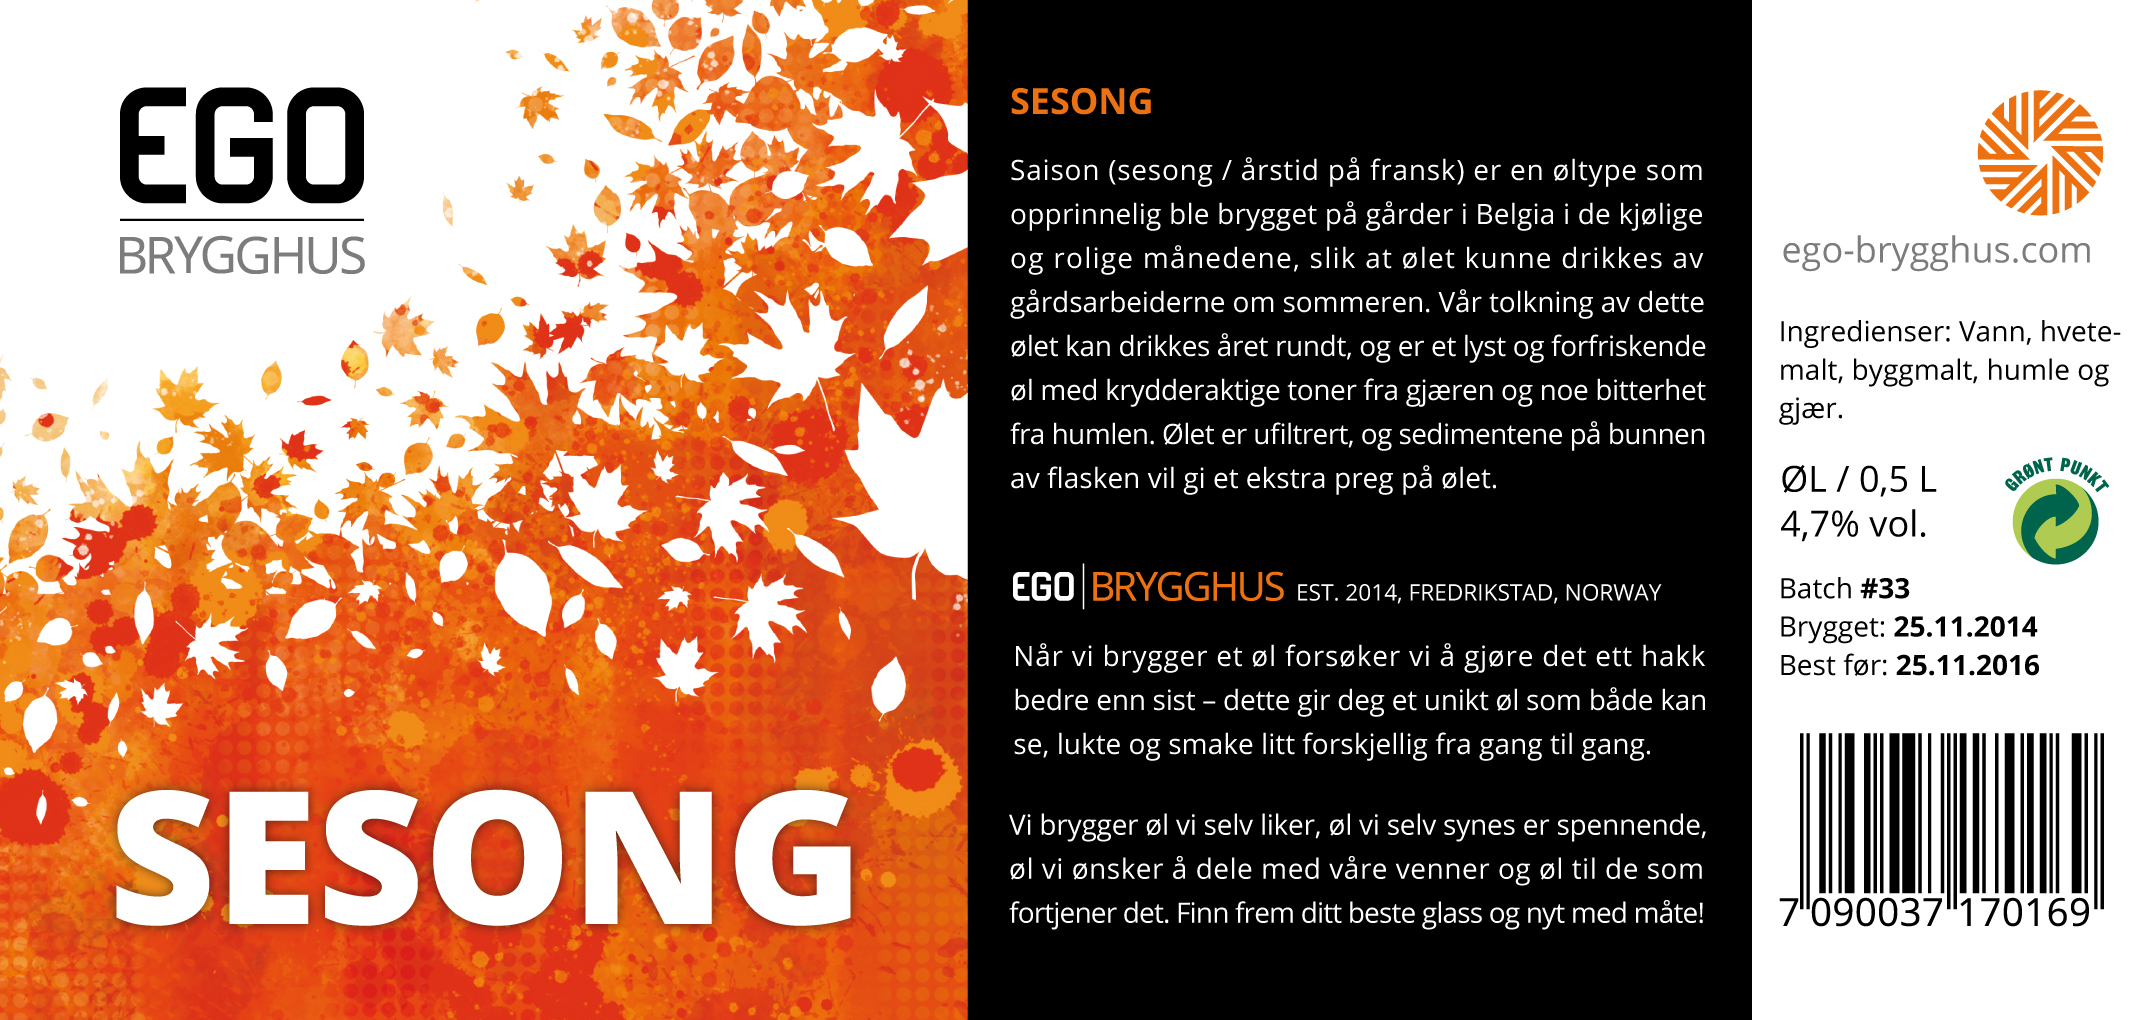 EGO
BRYGGHUS
SESONG
SESONG
Saison (sesong / årstid på fransk) er en øltype som
opprinnelig ble brygget på gårder i Belgia i de kjølige
og rolige månedene, slik at ølet kunne drikkes av
gårdsarbeiderne om sommeren. Vår tolkning av dette
ølet kan drikkes året rundt, og er et lyst og forfriskende
øl med krydderaktige toner fra gjæren og noe bitterhet
fra humlen. Ølet er ufiltrert, og sedimentene på bunnen
av flasken vil gi et ekstra preg på ølet.
EGO BRYGGHUS EST. 2014, FREDRIKSTAD, NORWAY
Når vi brygger et øl forsøker vi å gjøre det ett hakk
bedre enn sist – dette gir deg et unikt øl som både kan
se, lukte og smake litt forskjellig fra gang til gang.
Vi brygger øl vi selv liker, øl vi selv synes er spennende,
øl vi ønsker å dele med våre venner og øl til de som
fortjener det. Finn frem ditt beste glass og nyt med måte!
ego-brygghus.com
Ingredienser: Vann, hvete-
malt, byggmalt, humle og
gjær.
ØL / 0,5 L
4,7% vol.
GRØNT PUNKT
Batch #33
Brygget: 25.11.2014
Best før: 25.11.2016
7 090037 170169